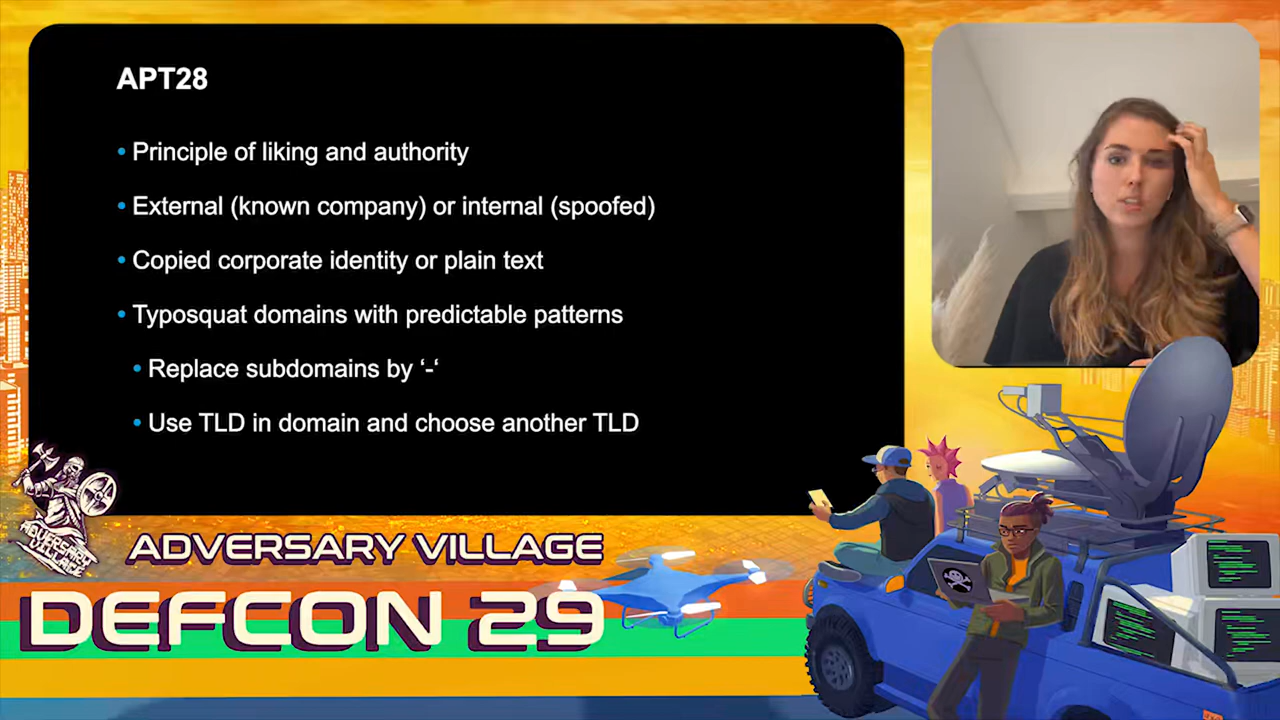 APT28
• Principle of liking and authority
• External (known company) or internal (spoofed)
• Copied corporate identity or plain text
• Typosquat domains with predictable patterns
• Replace subdomains by ‘-‘
• Use TLD in domain and choose another TLD
ADVERSARY
VILLAGE
ADVERSARY VILLAGE
DEFCON 29